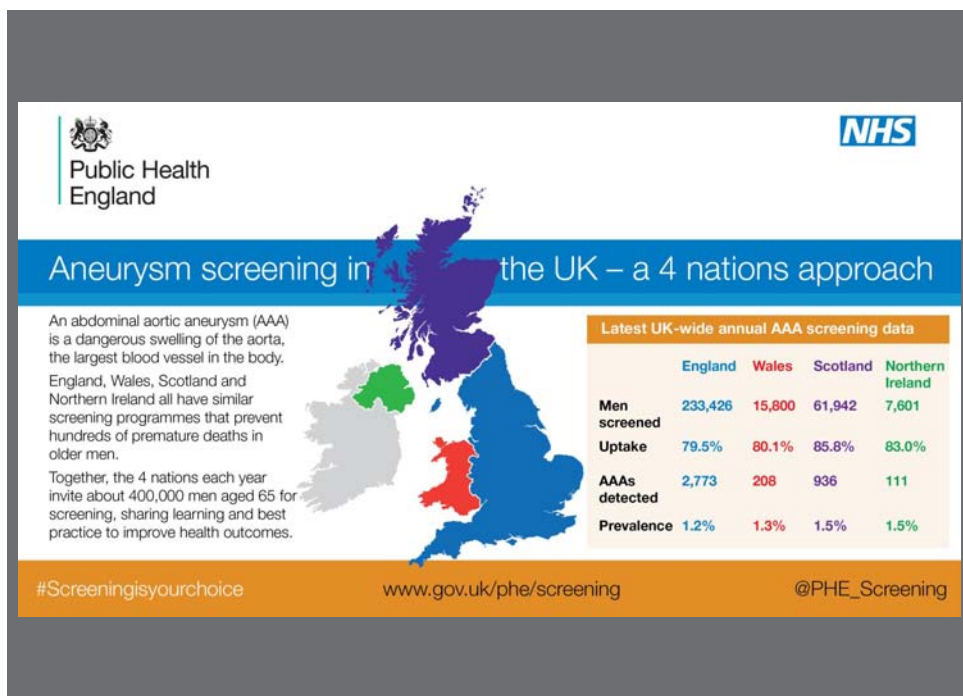 Public Health
England
NHS
Aneurysm screening in the UK – a 4 nations approach
An abdominal aortic aneurysm (AAA)
is a dangerous swelling of the aorta,
the largest blood vessel in the body.
England, Wales, Scotland and
Northern Ireland all have similar
screening programmes that prevent
hundreds of premature deaths in
older men.
Together, the 4 nations each year
invite about 400,000 men aged 65 for
screening, sharing learning and best
practice to improve health outcomes.
Latest UK-wide annual AAA screening data
England Wales Scotland Northern
Ireland
Men 233,426 15,800 61,942 7,601
screened
Uptake 79.5% 80.1% 85.8% 83.0%
AAAs 2,773 208 936 111
detected
Prevalence 1.2% 1.3% 1.5% 1.5%
#Screeningisyourchoice www.gov.uk/phe/screening @PHE_Screening